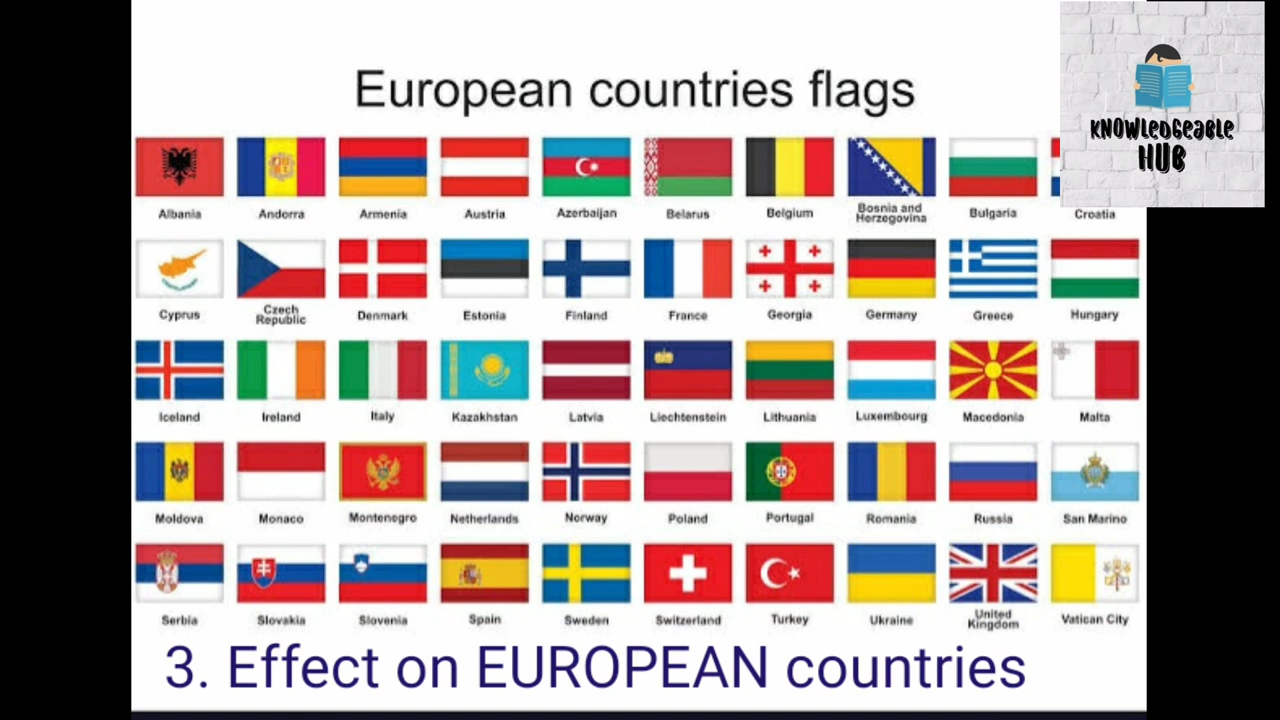 European countries flags
KNOWLEDGEABLE
HUB
Albania
Andorra
Armenia
Austria
Azerbaijan
Belarus
Belgium
Bosnia and
Herzegovina
Bulgaria
Croatia
Cyprus
Czech
Republic
Denmark
Estonia
Finland
France
Georgia
Germany
Greece
Hungary
Iceland
Ireland
Italy
Kazakhstan
Latvia
Liechtenstein
Lithuania
Luxembourg
Macedonia
Malta
Moldova
Monaco
Montenegro
Netherlands
Norway
Poland
Portugal
Romania
Russia
San Marino
Serbia
Slovakia
Slovenia
Spain
Sweden
Switzerland
Turkey
Ukraine
United
Kingdom
Vatican City
3. Effect on EUROPEAN countries